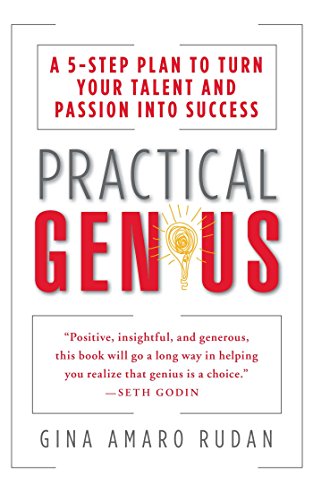 A 5-STEP PLAN TO TURN
YOUR TALENT AND
PASSION INTO SUCCESS
PRACTICAL
GENIUS
“Positive, insightful, and generous,
this book will go a long way in helping
you realize that genius is a choice.”
—SETH GODIN
GINA AMARO RUDAN